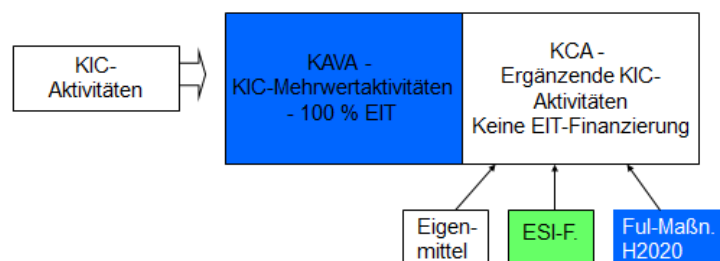 KIC-
Aktivitäten
KAVA -
KIC-Mehrwertaktivitäten
- 100 % EIT
KCA -
Ergänzende KIC-
Aktivitäten
Keine EIT-Finanzierung
Eigen-
mittel
ESI-F.
FuI-Maßn.
H2020